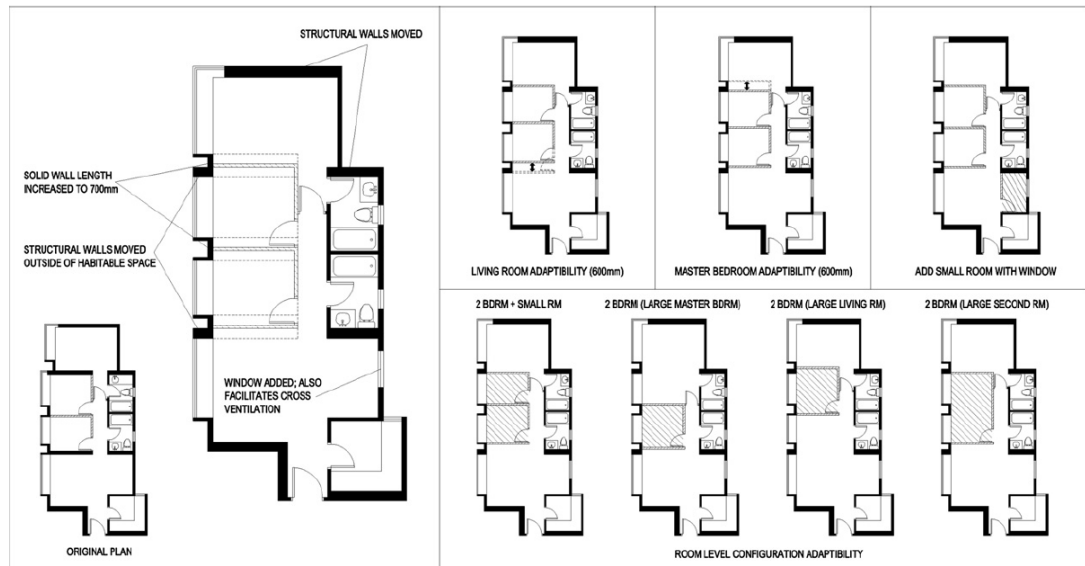 STRUCTURAL WALLS MOVED
SOLID WALL LENGTH
INCREASED TO 700mm
STRUCTURAL WALLS MOVED
OUTSIDE OF HABITABLE SPACE
WINDOW ADDED; ALSO
FACILITATES CROSS
VENTILATION
ORIGINAL PLAN
LIVING ROOM ADAPTIBILITY (600mm)
MASTER BEDROOM ADAPTIBILITY (600mm)
ADD SMALL ROOM WITH WINDOW
2 BDRM + SMALL RM
2 BDRMI (LARGE MASTER BDRM)
2 BDRM (LARGE LIVING RM)
2 BDRM (LARGE SECOND RM)
ROOM LEVEL CONFIGURATION ADAPTIBILITY